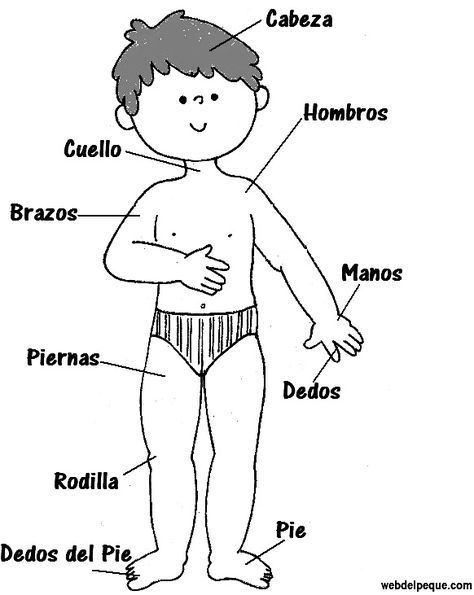 Cabeza
Hombros
Cuello
Brazos
Manos
Piernas
Dedos
Rodilla
Pie
Dedos del Pie
webdelpeque.com